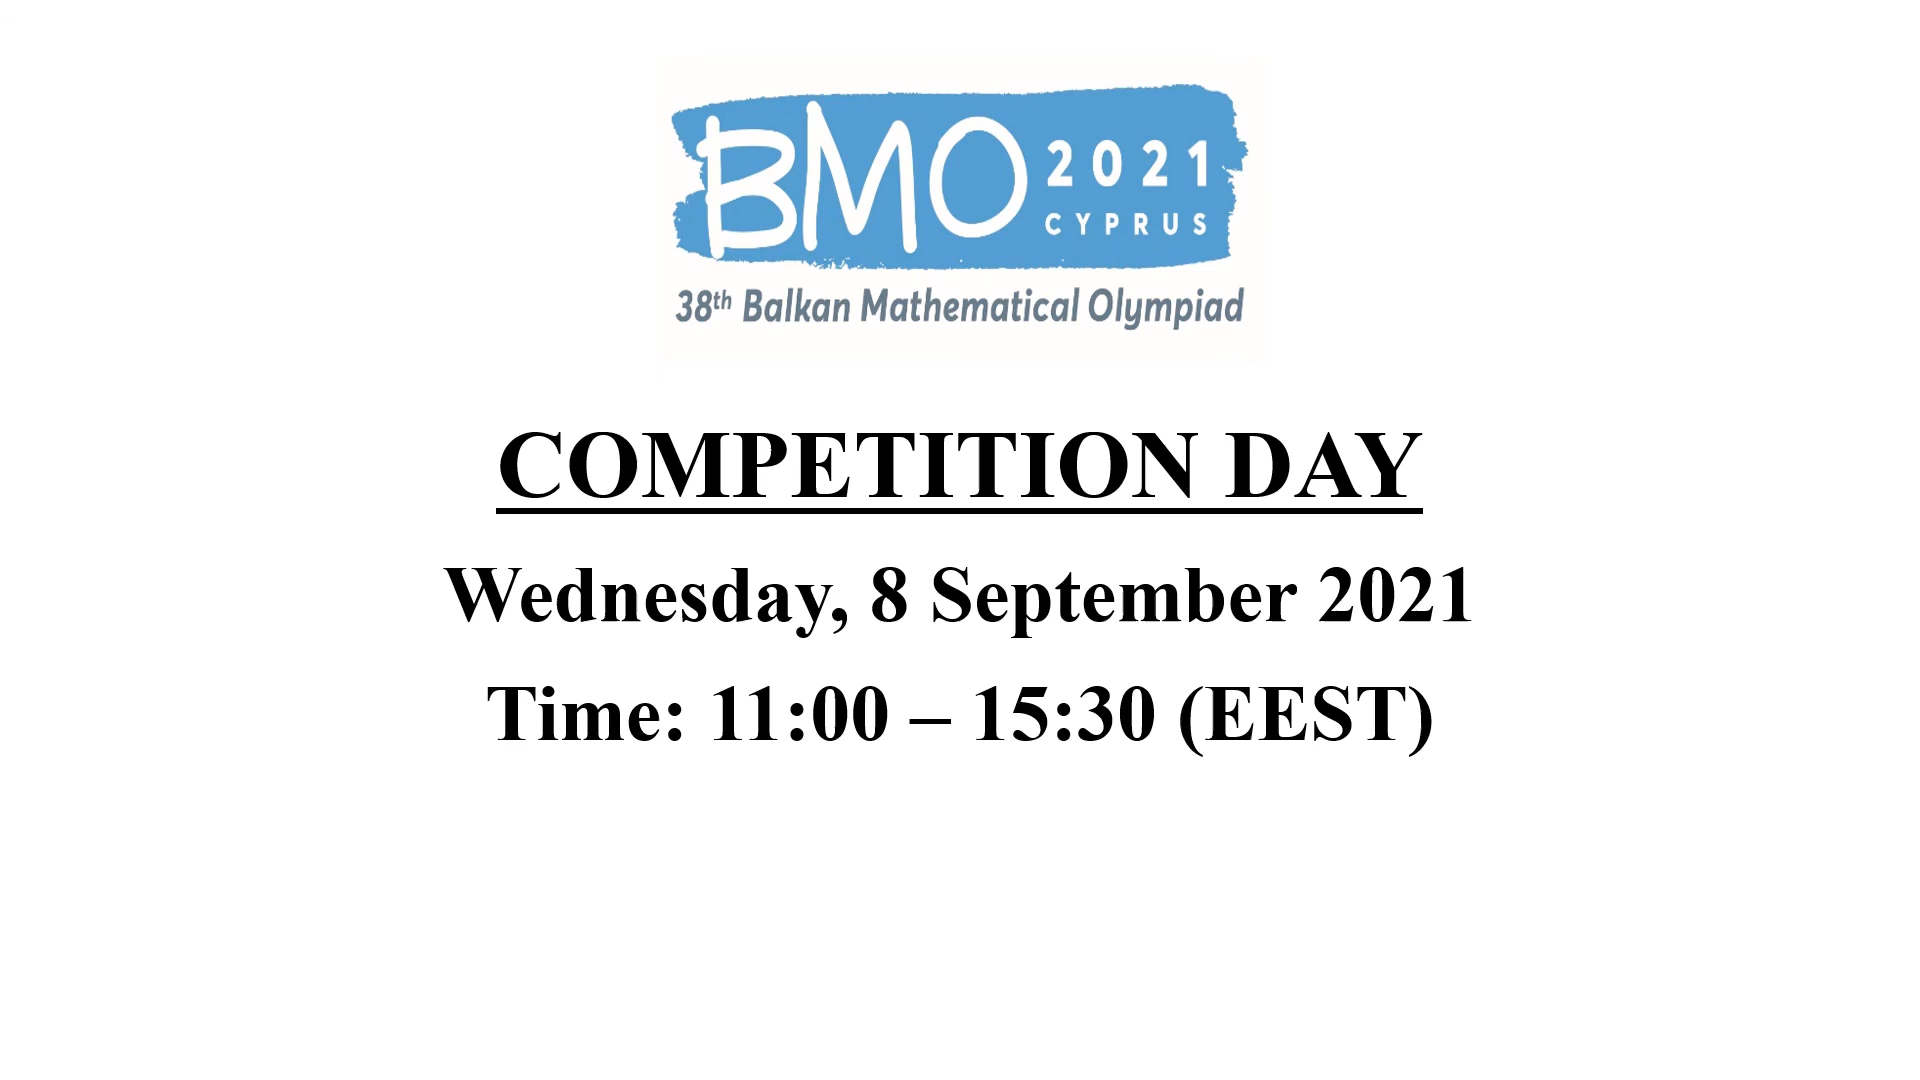 BMO 2021
CYPRUS
38th Balkan Mathematical Olympiad
COMPETITION DAY
Wednesday, 8 September 2021
Time: 11:00 – 15:30 (EEST)